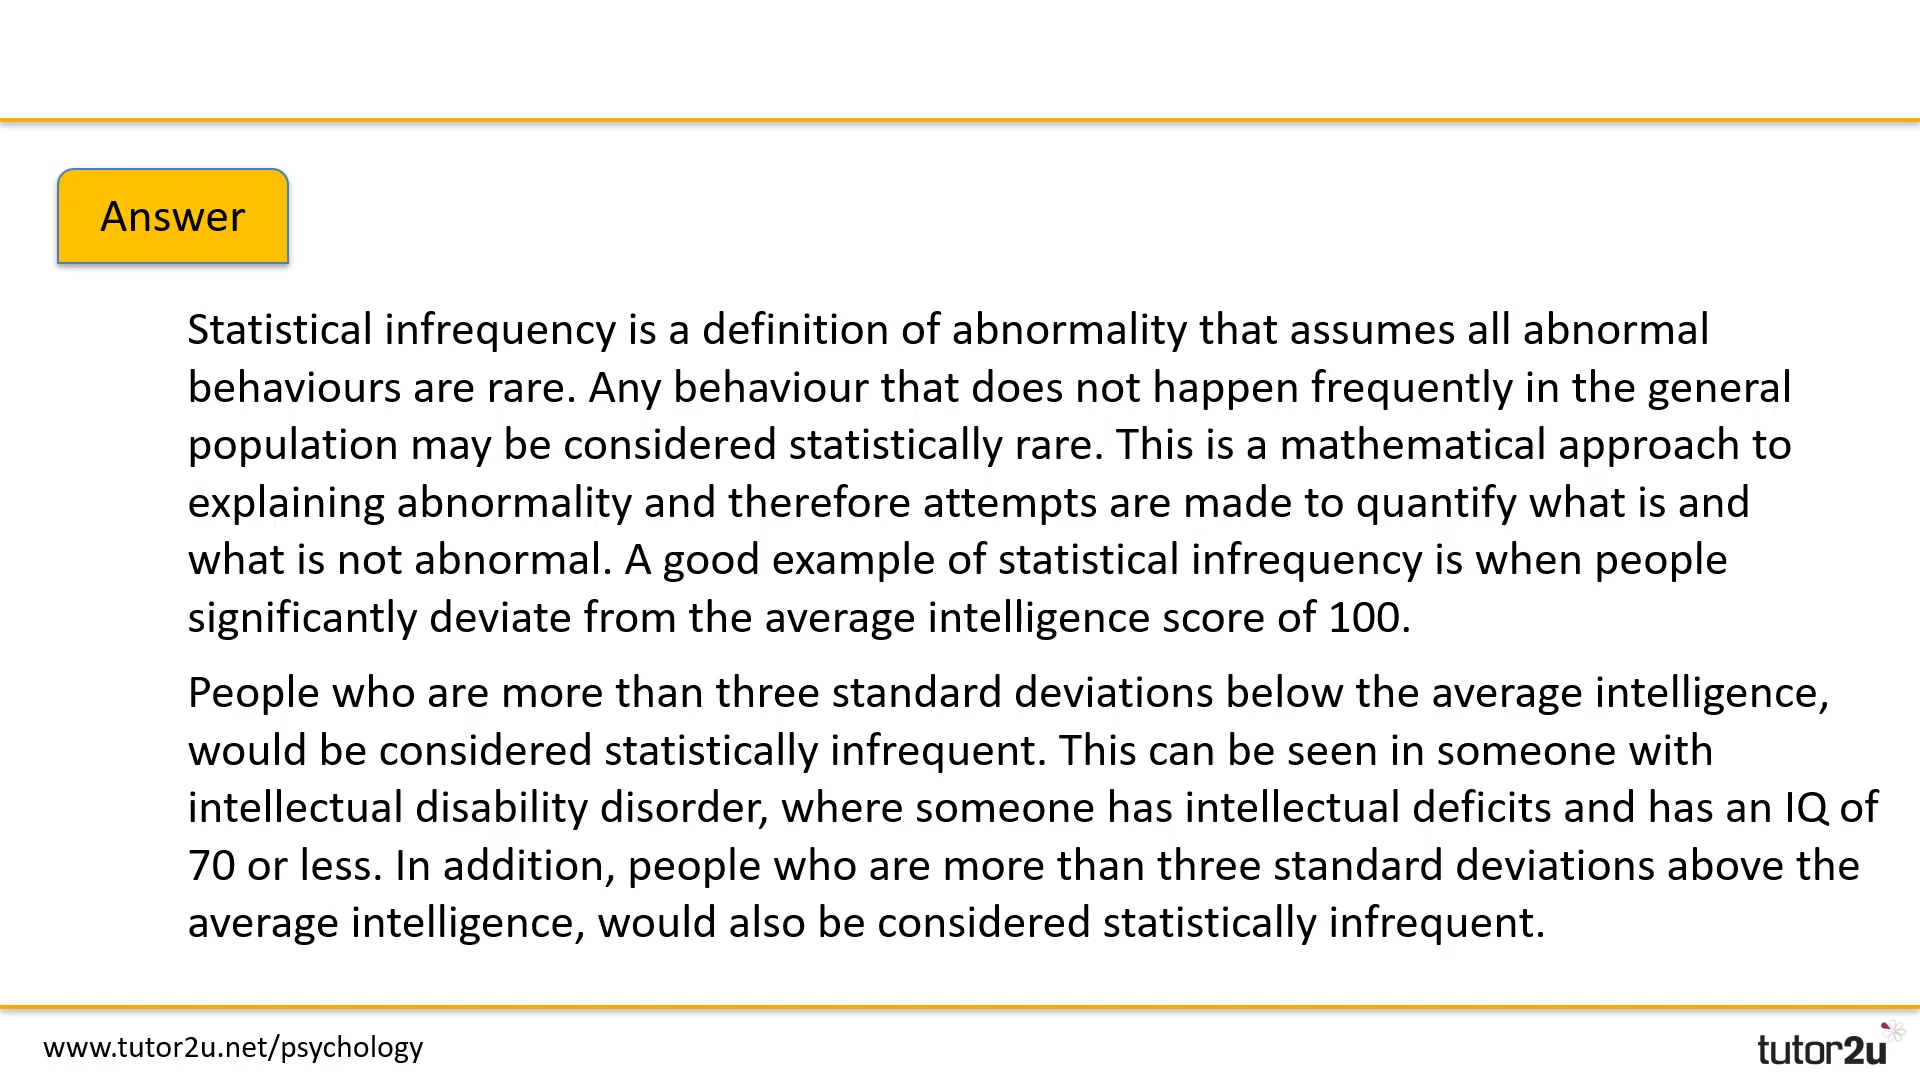 Answer
Statistical infrequency is a definition of abnormality that assumes all abnormal
behaviours are rare. Any behaviour that does not happen frequently in the general
population may be considered statistically rare. This is a mathematical approach to
explaining abnormality and therefore attempts are made to quantify what is and
what is not abnormal. A good example of statistical infrequency is when people
significantly deviate from the average intelligence score of 100.
People who are more than three standard deviations below the average intelligence,
would be considered statistically infrequent. This can be seen in someone with
intellectual disability disorder, where someone has intellectual deficits and has an IQ of
70 or less. In addition, people who are more than three standard deviations above the
average intelligence, would also be considered statistically infrequent.
www.tutor2u.net/psychology
tutor2u